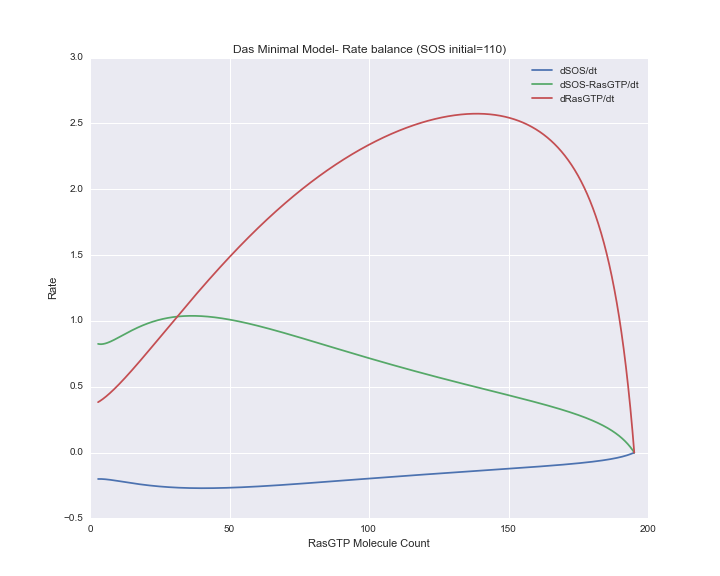 Das Minimal Model- Rate balance (SOS initial=110)
dSOS/dt
dSOS-RasGTP/dt
dRasGTP/dt
3.0
2.5
2.0
1.5
1.0
0.5
0.0
−0.5
Rate
0
50
100
150
200
RasGTP Molecule Count